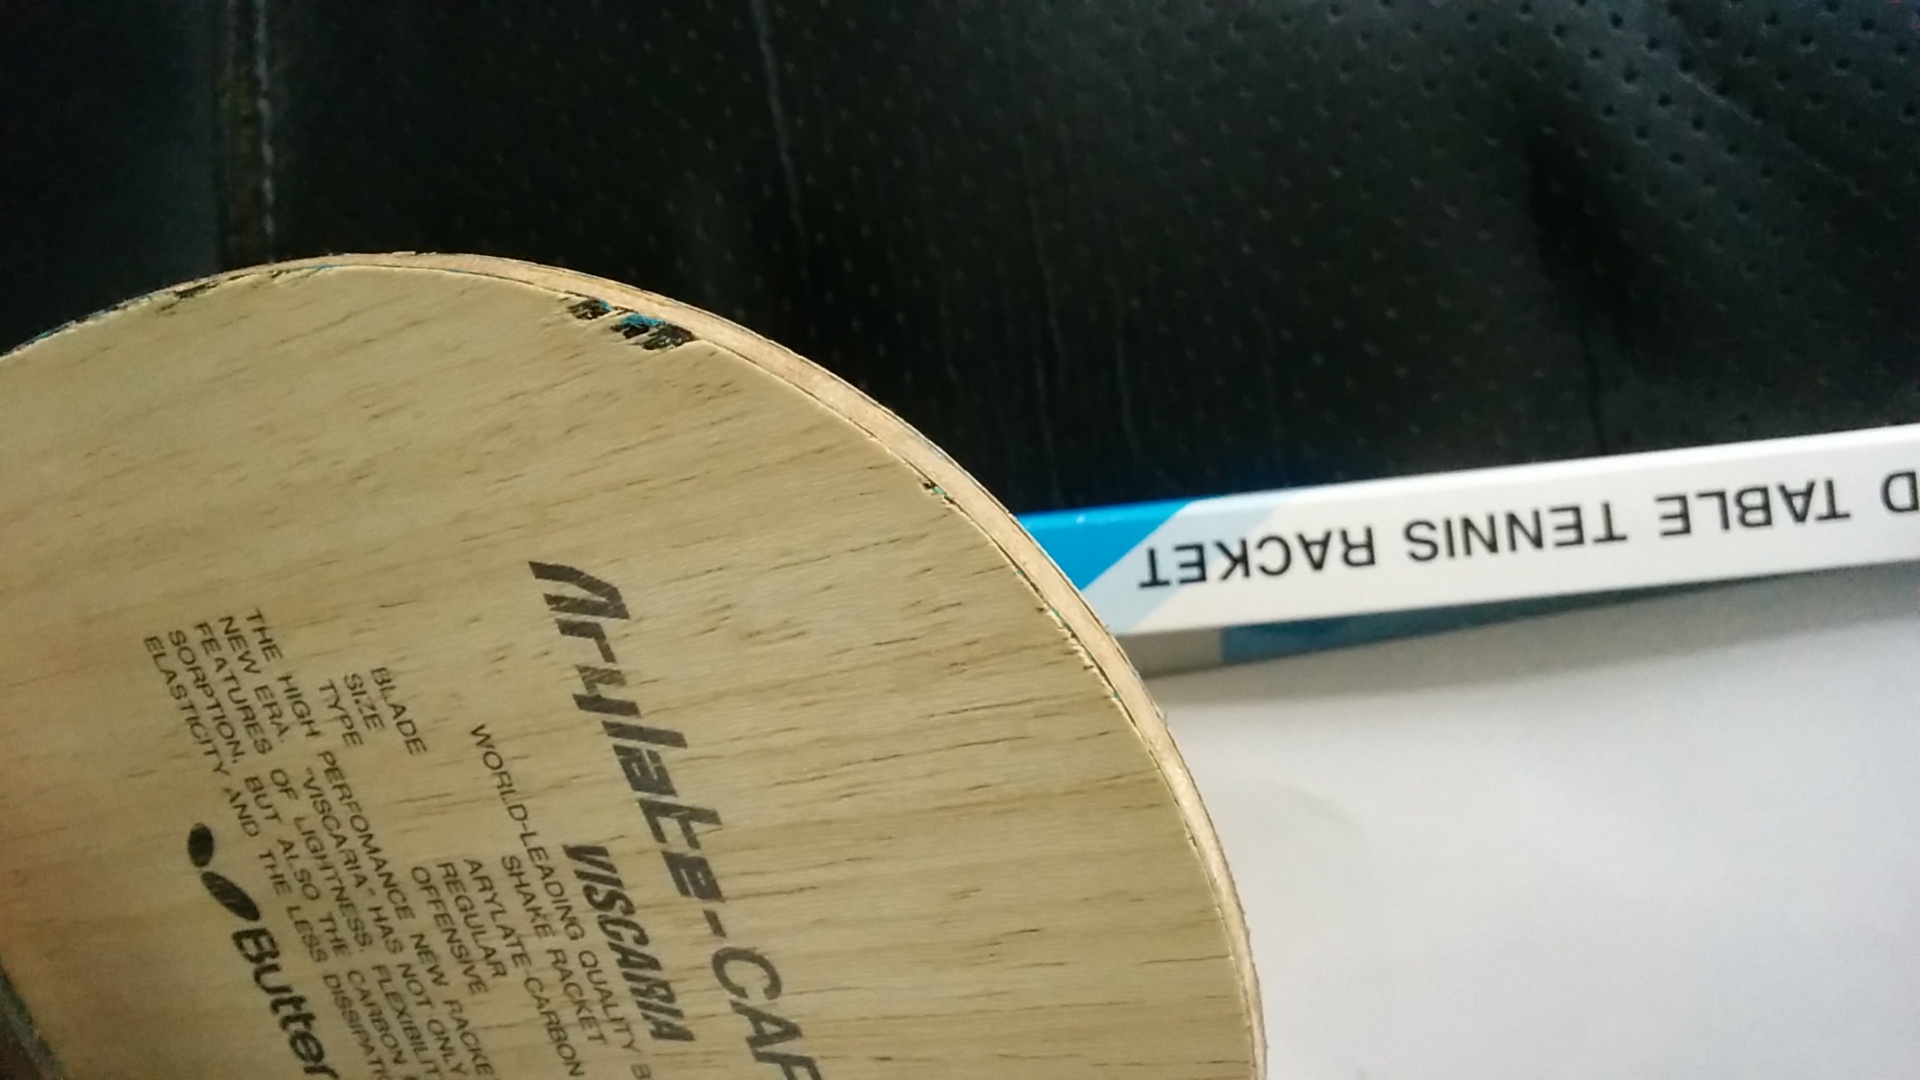 Arylate-CAR
VISCARIA
WORLD-LEADING QUALITY B
SHAKE RACKET
BLADE ARYLATE-CARBON
SIZE REGULAR
TYPE OFFENSIVE
THE HIGH PERFOMANCE NEW RACKE
NEW ERA. "VISCARIA" HAS NOT ONLY
FEATURES OF LIGHTNESS. FLEXIBILIT
SORPTION, BUT ALSO THE CARBON
ELASTICITY AND THE LESS DISSIPATI
Butter
D TABLE TENNIS RACKET